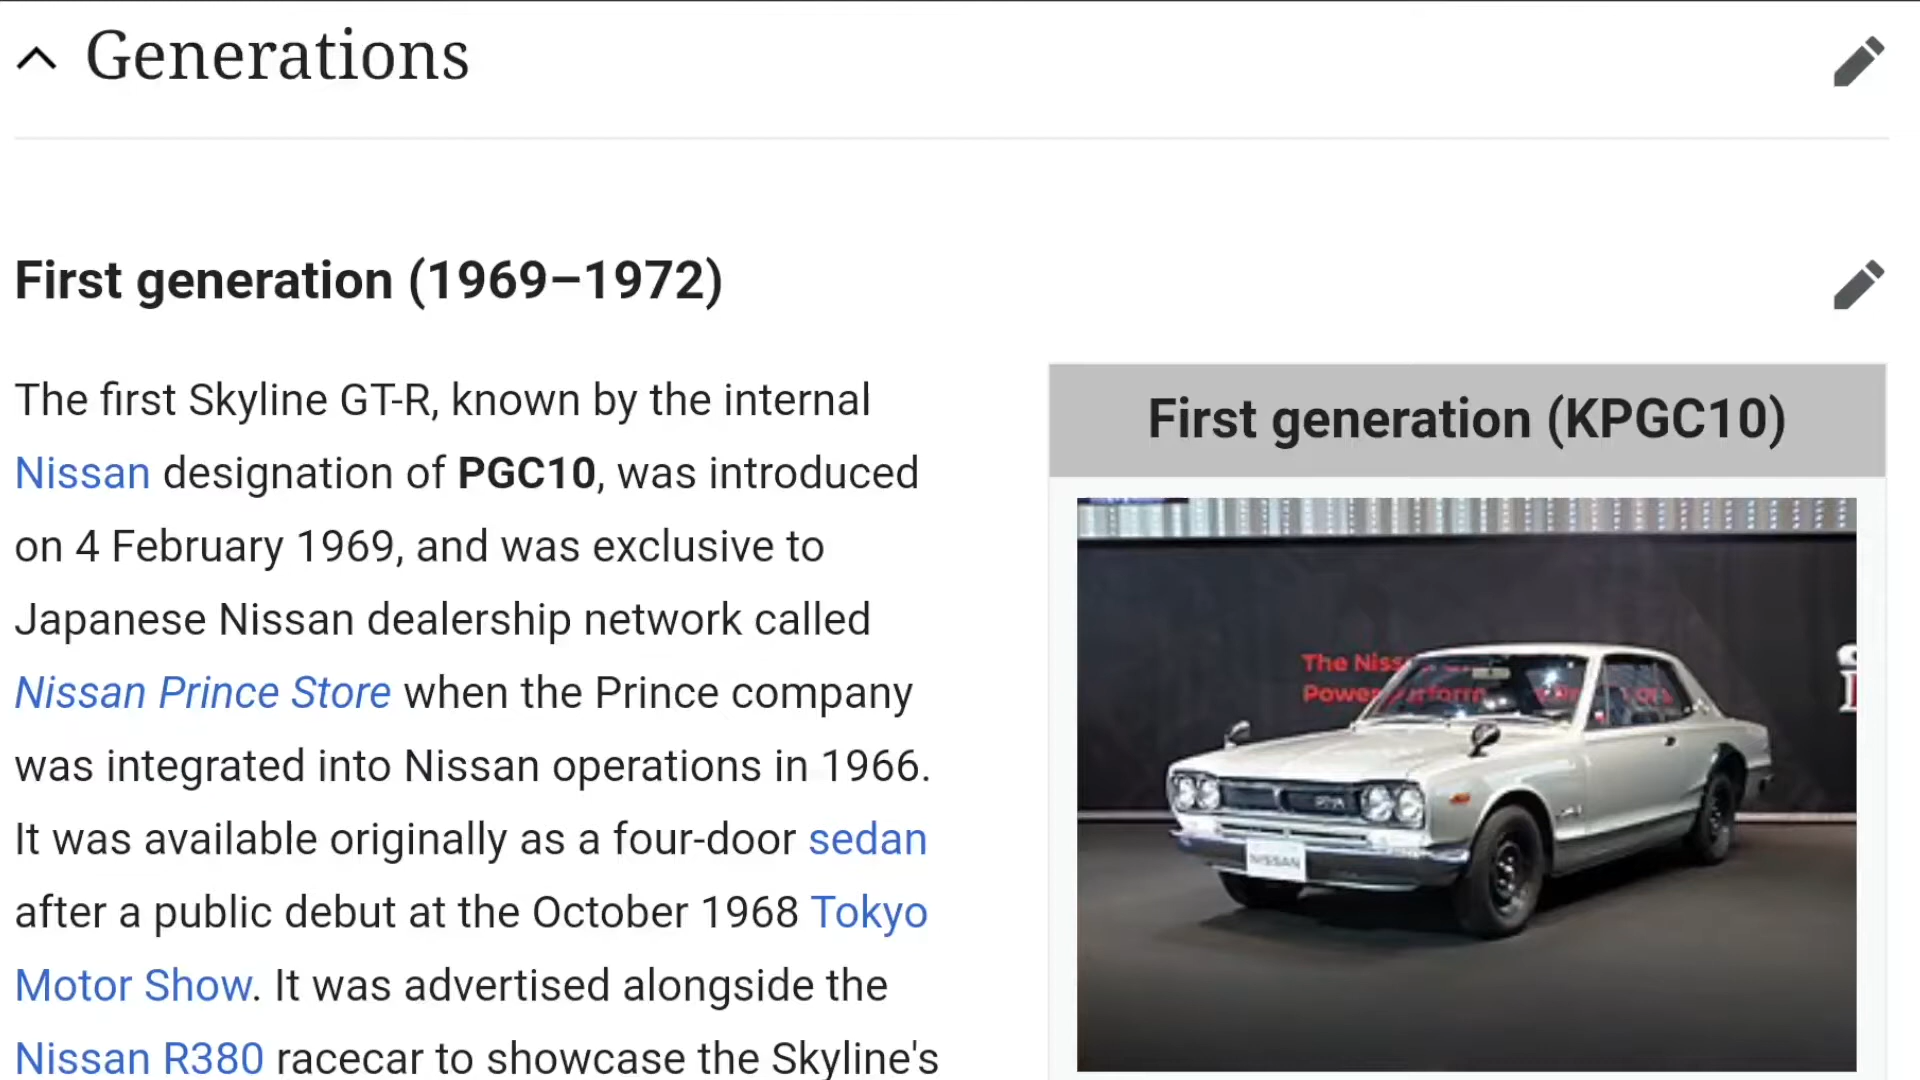 Generations
First generation (1969–1972)
The first Skyline GT-R, known by the internal
Nissan designation of PGC10, was introduced
on 4 February 1969, and was exclusive to
Japanese Nissan dealership network called
Nissan Prince Store when the Prince company
was integrated into Nissan operations in 1966.
It was available originally as a four-door sedan
after a public debut at the October 1968 Tokyo
Motor Show. It was advertised alongside the
Nissan R380 racecar to showcase the Skyline's
First generation (KPGC10)
The
NISSAN